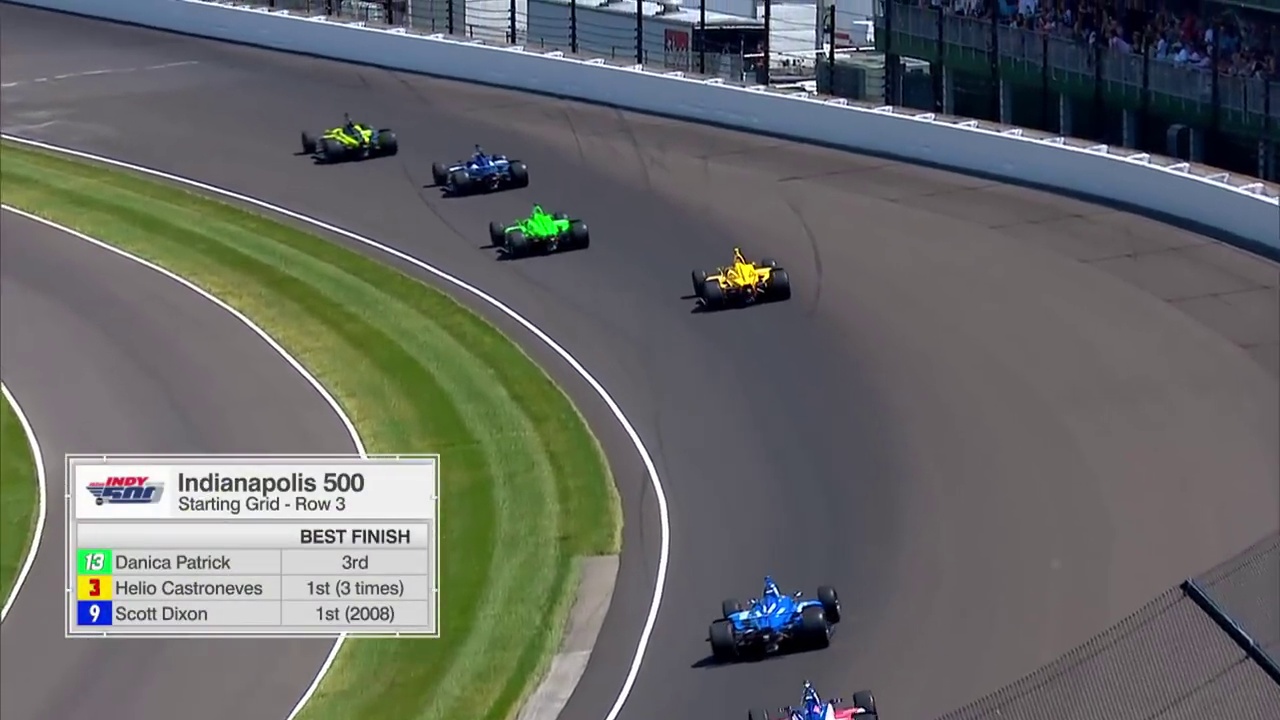 INDY
500
Indianapolis 500
Starting Grid - Row 3
BEST FINISH
13 Danica Patrick 3rd
3 Helio Castroneves 1st (3 times)
9 Scott Dixon 1st (2008)